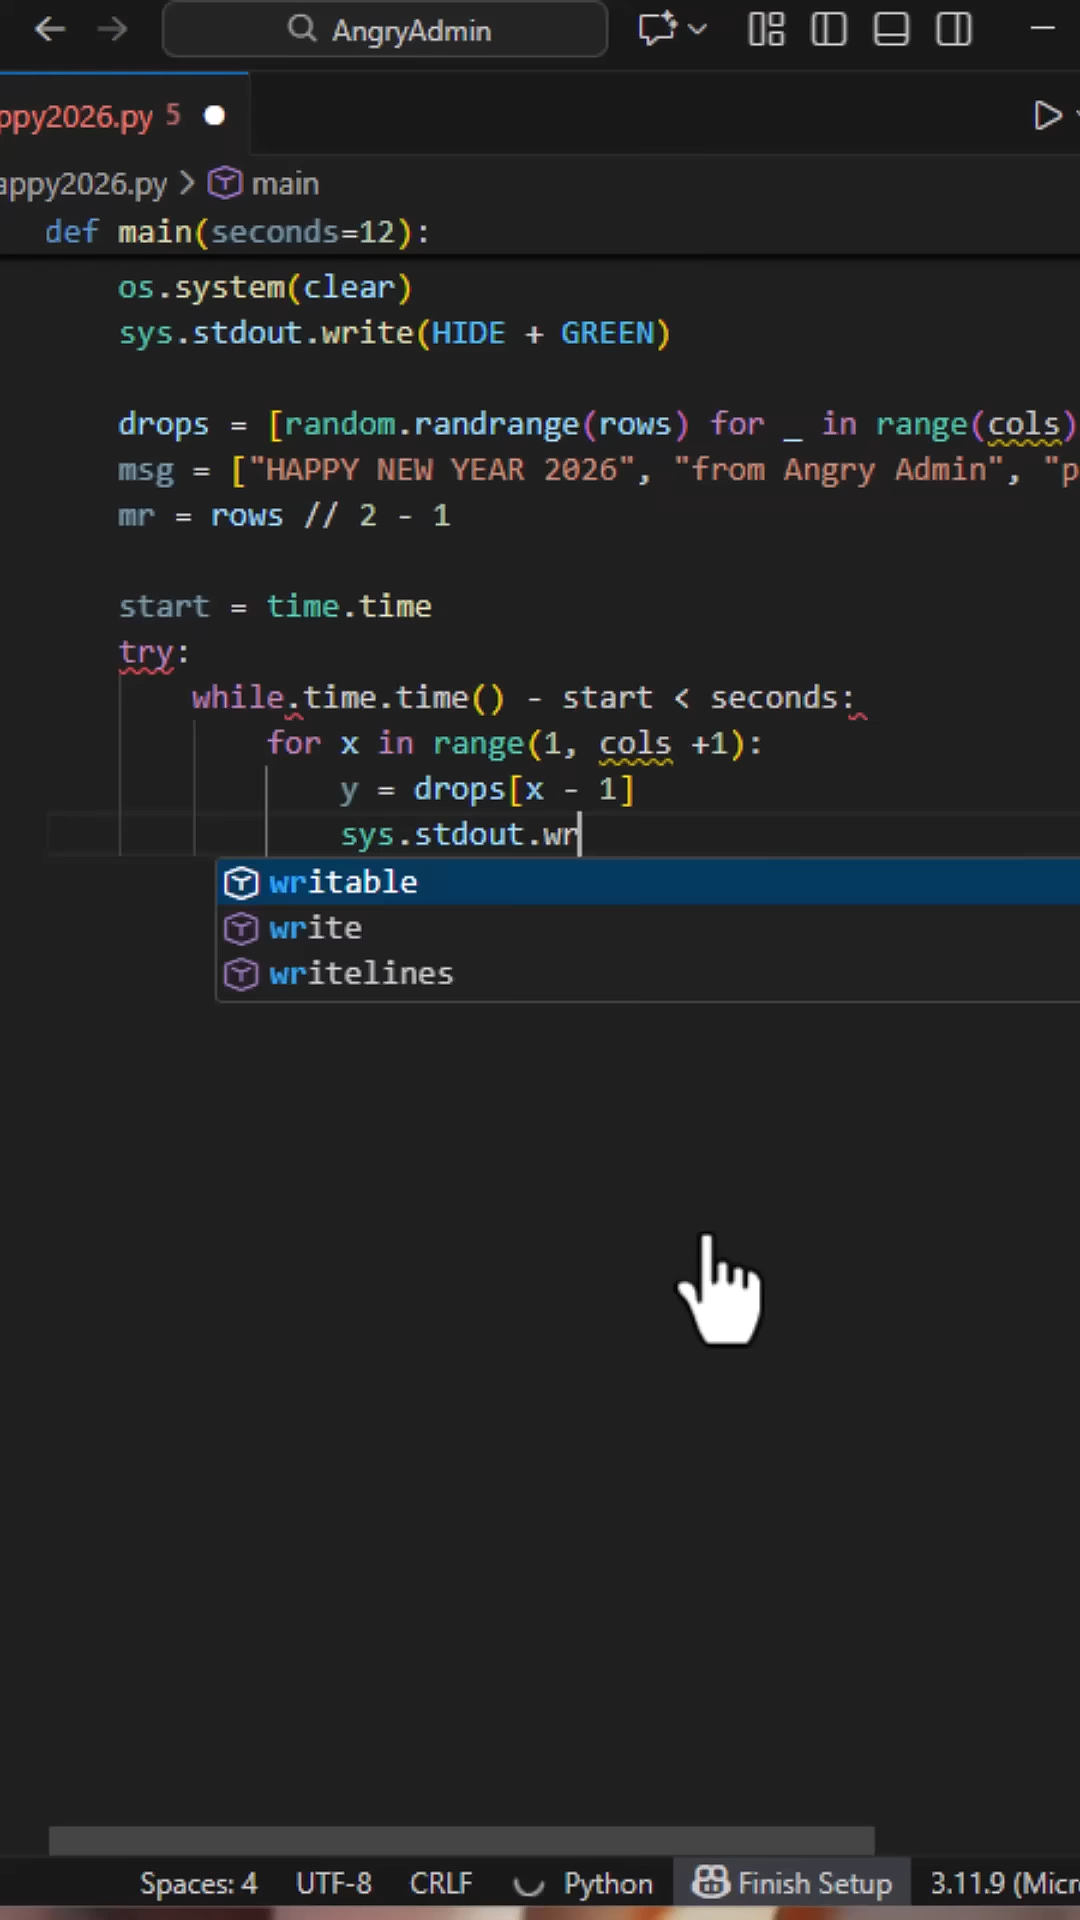 AngryAdmin
ppy2026.py 5
appy2026.py > main
def main(seconds=12):
os.system(clear)
sys.stdout.write(HIDE + GREEN)
drops = [random.randrange(rows) for _ in range(cols)
msg = ["HAPPY NEW YEAR 2026", "from Angry Admin", "p
mr = rows // 2 - 1
start = time.time
try:
while.time.time() - start < seconds:
for x in range(1, cols +1):
y = drops[x - 1]
sys.stdout.wr
writable
write
writelines
Spaces: 4 UTF-8 CRLF Python Finish Setup 3.11.9 (Micr